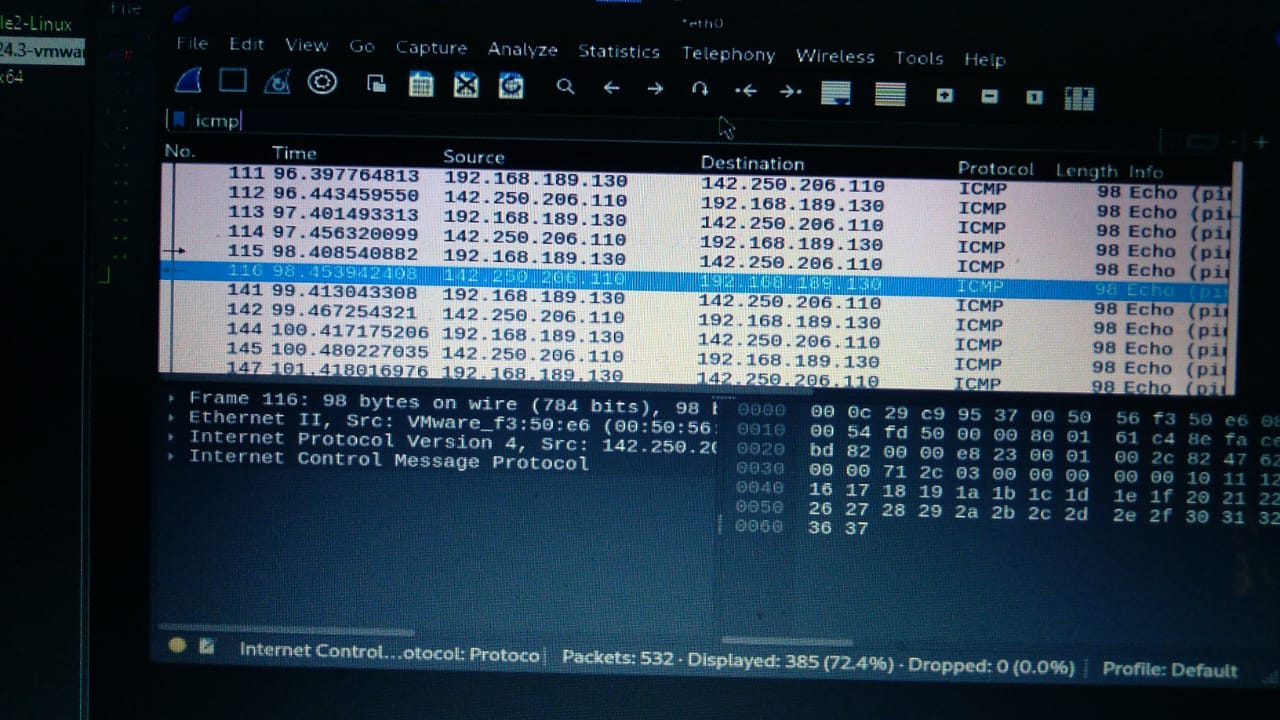 le2-Linux
24.3-vmwar
x64
File
*eth0
File Edit View Go Capture Analyze Statistics Telephony Wireless Tools Help
icmp
No. Time Source Destination Protocol Length Info
111 96.397764813 192.168.189.130 142.250.206.110 ICMP 98 Echo (pi
112 96.443459550 142.250.206.110 192.168.189.130 ICMP 98 Echo (pi
113 97.401493313 192.168.189.130 142.250.206.110 ICMP 98 Echo (pi
114 97.456320099 142.250.206.110 192.168.189.130 ICMP 98 Echo (pi
115 98.408540882 192.168.189.130 142.250.206.110 ICMP 98 Echo (pi
116 98.453942408 142.250.206.110 192.168.189.130 ICMP 98 Echo (pi
141 99.413043308 192.168.189.130 142.250.206.110 ICMP 98 Echo (pi
142 99.467254321 142.250.206.110 192.168.189.130 ICMP 98 Echo (pi
144 100.417175206 192.168.189.130 142.250.206.110 ICMP 98 Echo (pi
145 100.480227035 142.250.206.110 192.168.189.130 ICMP 98 Echo (pi
147 101.418016976 192.168.189.130 142.250.206.110 ICMP 98 Echo (pi
Frame 116: 98 bytes on wire (784 bits), 98 b
Ethernet II, Src: VMware_f3:50:e6 (00:50:56:
Internet Protocol Version 4, Src: 142.250.20
Internet Control Message Protocol
0000 00 0c 29 c9 95 37 00 50 56 f3 50 e6 08
0010 00 54 fd 50 00 00 80 01 61 c4 8e fa ce
0020 bd 82 00 00 e8 23 00 01 00 2c 82 47 62
0030 00 00 71 2c 03 00 00 00 00 00 10 11 12
0040 16 17 18 19 1a 1b 1c 1d 1e 1f 20 21 22
0050 26 27 28 29 2a 2b 2c 2d 2e 2f 30 31 32
0060 36 37
Internet Control...otocol: Protoco Packets: 532 · Displayed: 385 (72.4%) · Dropped: 0 (0.0%) Profile: Default